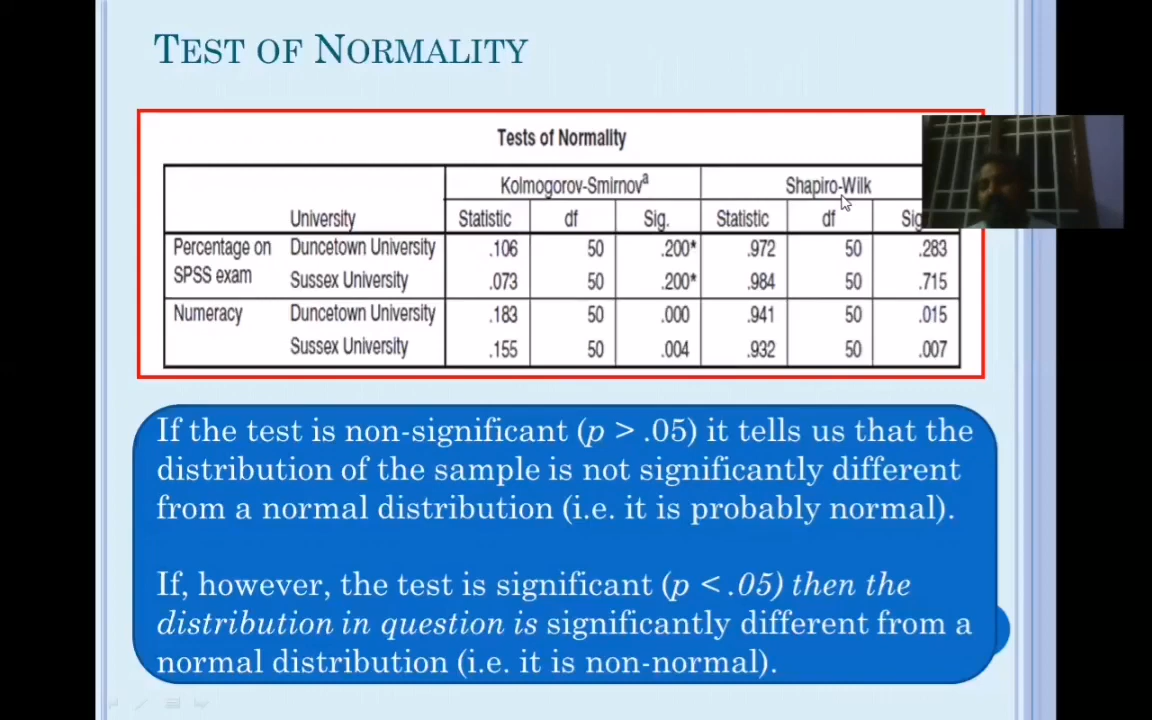 TEST OF NORMALITY
Tests of Normality
Kolmogorov-Smirnovª Shapiro-Wilk
University Statistic df Sig. Statistic df
Percentage on Duncetown University .106 50 .200* .972 50 .283
SPSS exam Sussex University .073 50 .200* .984 50 .715
Numeracy Duncetown University .183 50 .000 .941 50 .015
Sussex University .155 50 .004 .932 50 .007
If the test is non-significant (p > .05) it tells us that the
distribution of the sample is not significantly different
from a normal distribution (i.e. it is probably normal).
If, however, the test is significant (p < .05) then the
distribution in question is significantly different from a
normal distribution (i.e. it is non-normal).